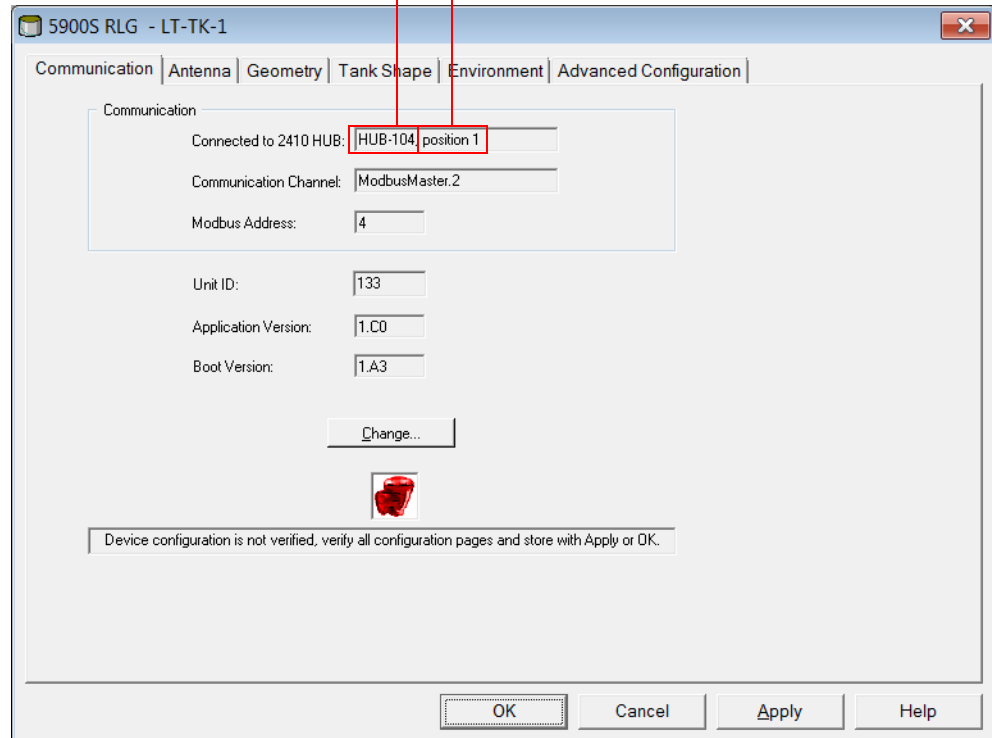 5900S RLG - LT-TK-1
Communication Antenna Geometry Tank Shape Environment Advanced Configuration
Communication
Connected to 2410 HUB: HUB-104, position 1
Communication Channel: ModbusMaster.2
Modbus Address: 4
Unit ID: 133
Application Version: 1.C0
Boot Version: 1.A3
Change...
Device configuration is not verified, verify all configuration pages and store with Apply or OK.
OK Cancel Apply Help